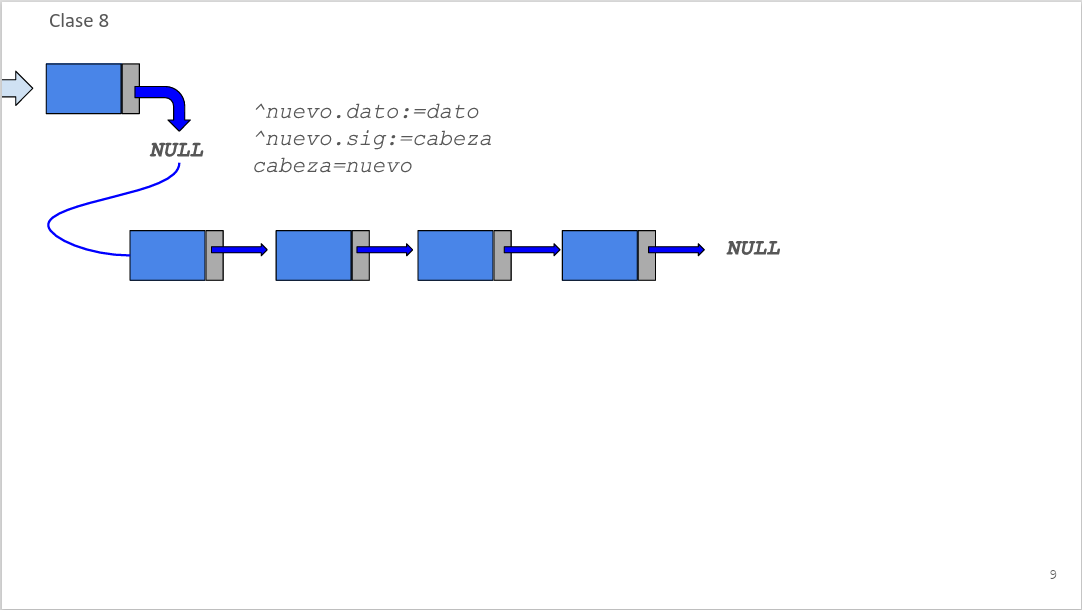 Clase 8
^nuevo.dato:=dato
^nuevo.sig:=cabeza
cabeza=nuevo
NULL
NULL
9